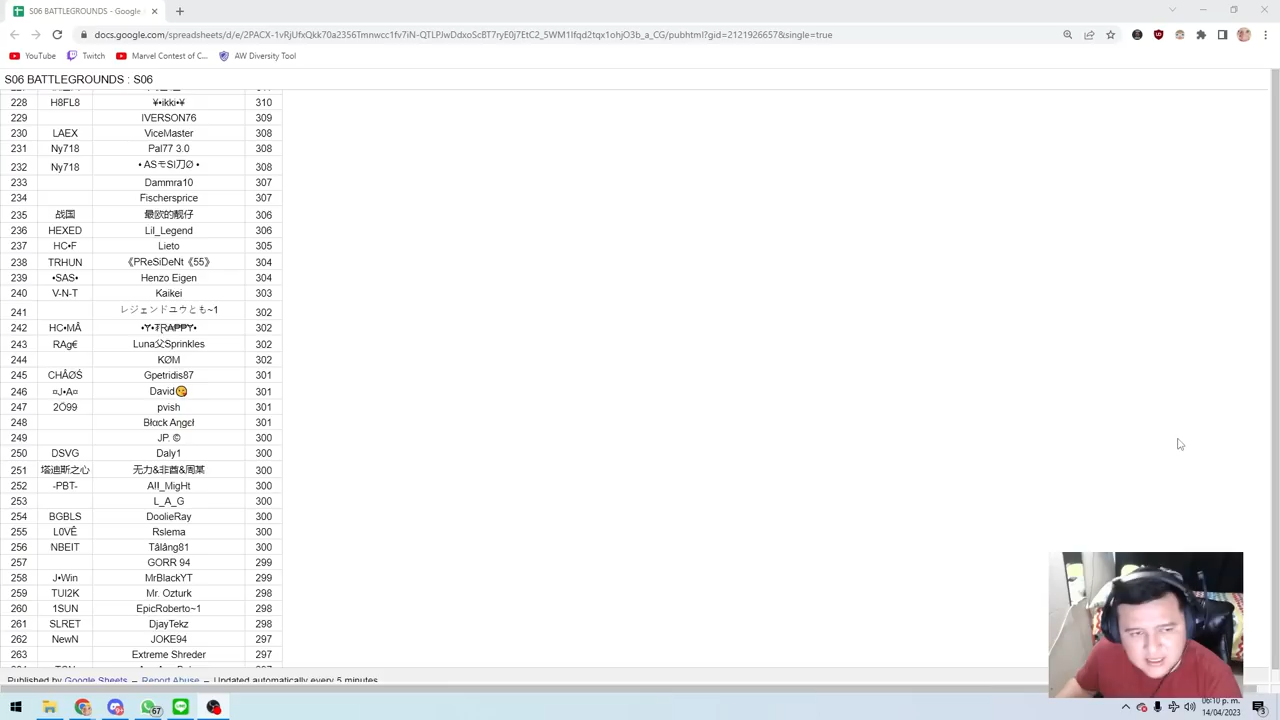 S06 BATTLEGROUNDS - Google
docs.google.com/spreadsheets/d/e/2PACX-1vRjUfxQkk70a2356Tmnwcc1fv7iN-QTLPJwDdxoScBT7ryE0j7EtC2_5WM1Ifqd2tqx1ohjO3b_a_CG/pubhtml?gid=2121926657&single=true
YouTube Twitch Marvel Contest of C... AW Diversity Tool
S06 BATTLEGROUNDS : S06
228 H8FL8 ¥•ikki•¥ 310
229 IVERSON76 309
230 LAEX ViceMaster 308
231 Ny718 Pal77 3.0 308
232 Ny718 • ASモSI刀Ø • 308
233 Dammra10 307
234 Fischersprice 307
235 战国 最欧的靓仔 306
236 HEXED Lil_Legend 306
237 HC•F Lieto 305
238 TRHUN 《PReSiDeNt《55》 304
239 •SAS• Henzo Eigen 304
240 V-N-T Kaikei 303
241 レジェンドユウとも~1 302
242 HC•MÂ 302
243 RAg€ Luna父Sprinkles 302
244 KØM 302
245 CHÂØŚ Gpetridis87 301
246 ¤J•A¤ David😋 301
247 2Ö99 pvish 301
248 Błαck Aηgεł 301
249 JP. © 300
250 DSVG Daly1 300
251 塔迪斯之心 无力&非酋&周某 300
252 -PBT- All_MigHt 300
253 L_A_G 300
254 BGBLS DoolieRay 300
255 L0VÊ Rslema 300
256 NBEIT Tâlâng81 300
257 GORR 94 299
258 J•Win MrBlackYT 299
259 TUI2K Mr. Ozturk 298
260 1SUN EpicRoberto~1 298
261 SLRET DjayTekz 298
262 NewN JOKE94 297
263 Extreme Shreder 297
Published by Google Sheets – Report Abuse – Updated automatically every 5 minutes
67
06:10 p. m.
14/04/2023
3